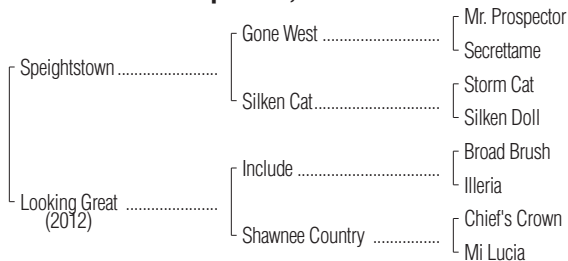 Mr. Prospector
Gone West ........................
Secrettame
Speightstown .....................
Storm Cat
Silken Cat..........................
Silken Doll
Broad Brush
Include .............................
Illeria
Looking Great ...................
(2012)
Chief's Crown
Shawnee Country ..............
Mi Lucia